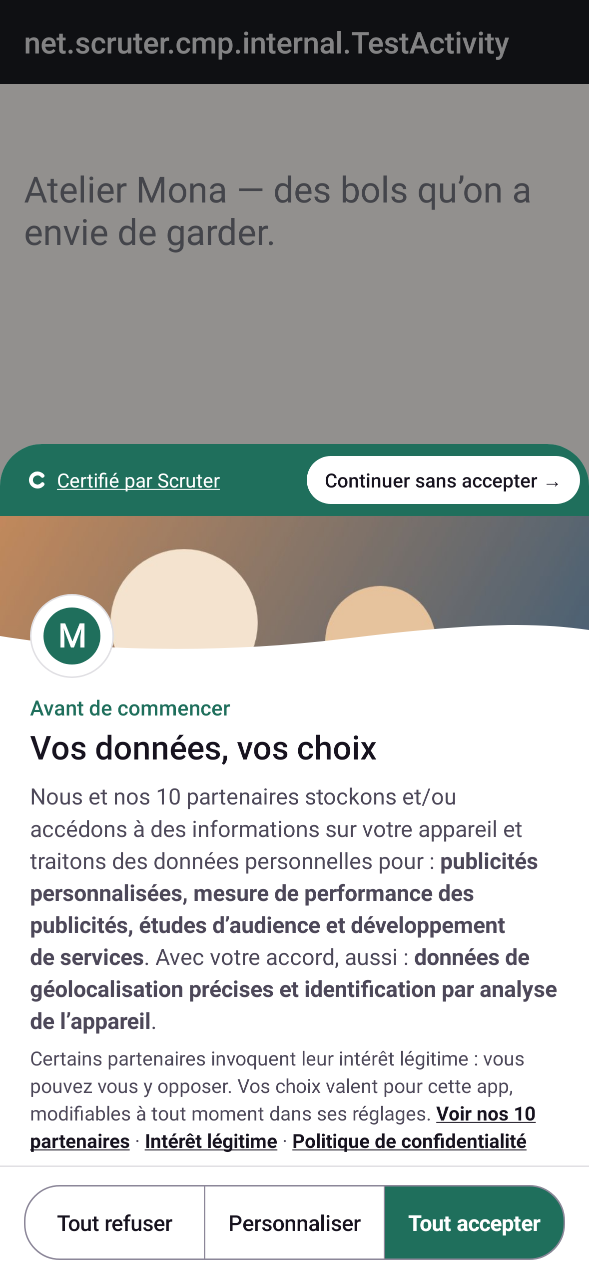 net.scruter.cmp.internal.TestActivity
Atelier Mona — des bols qu’on a
envie de garder.
Certifié par Scruter
Continuer sans accepter →
M
Avant de commencer
Vos données, vos choix
Nous et nos 10 partenaires stockons et/ou
accédons à des informations sur votre appareil et
traitons des données personnelles pour : publicités
personnalisées, mesure de performance des
publicités, études d’audience et développement
de services. Avec votre accord, aussi : données de
géolocalisation précises et identification par analyse
de l’appareil.
Certains partenaires invoquent leur intérêt légitime : vous
pouvez vous y opposer. Vos choix valent pour cette app,
modifiables à tout moment dans ses réglages. Voir nos 10
partenaires · Intérêt légitime · Politique de confidentialité
Tout refuser
Personnaliser
Tout accepter